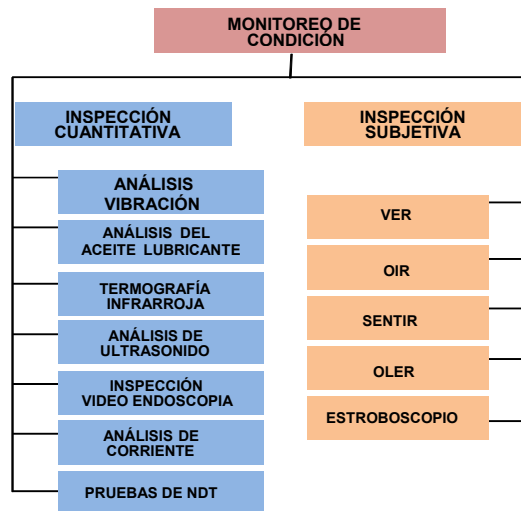 MONITOREO DE
CONDICIÓN
INSPECCIÓN
CUANTITATIVA
ANÁLISIS
VIBRACIÓN
ANÁLISIS DEL
ACEITE LUBRICANTE
TERMOGRAFÍA
INFRARROJA
ANÁLISIS DE
ULTRASONIDO
INSPECCIÓN
VIDEO ENDOSCOPIA
ANÁLISIS DE
CORRIENTE
PRUEBAS DE NDT
INSPECCIÓN
SUBJETIVA
VER
OIR
SENTIR
OLER
ESTROBOSCOPIO